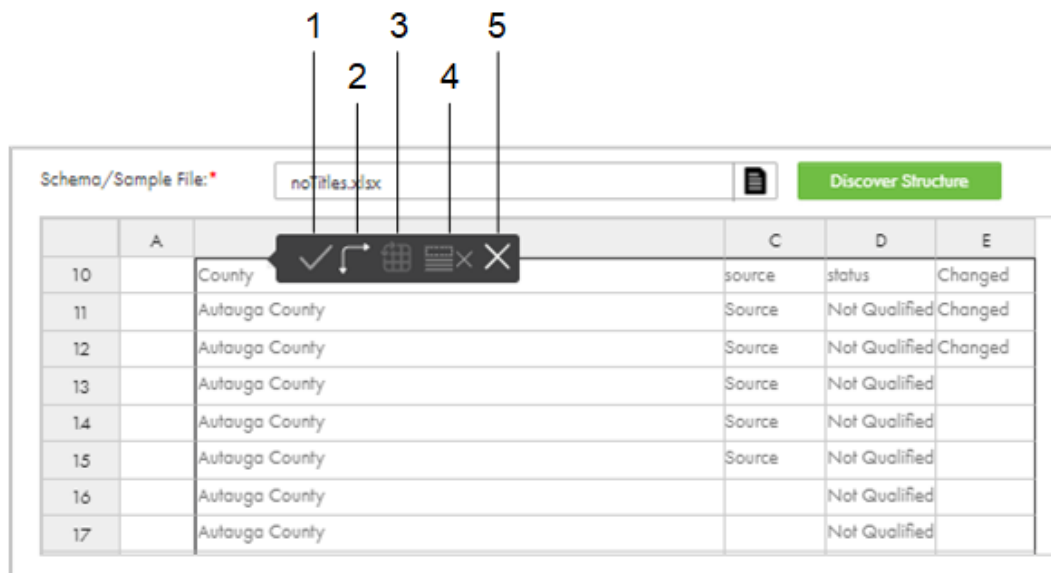 1 3 5
2 4
Schema/Sample File:* noTitles.xlsx Discover Structure
A C D E
10 County source status Changed
11 Autauga County Source Not Qualified Changed
12 Autauga County Source Not Qualified Changed
13 Autauga County Source Not Qualified
14 Autauga County Source Not Qualified
15 Autauga County Source Not Qualified
16 Autauga County Not Qualified
17 Autauga County Not Qualified